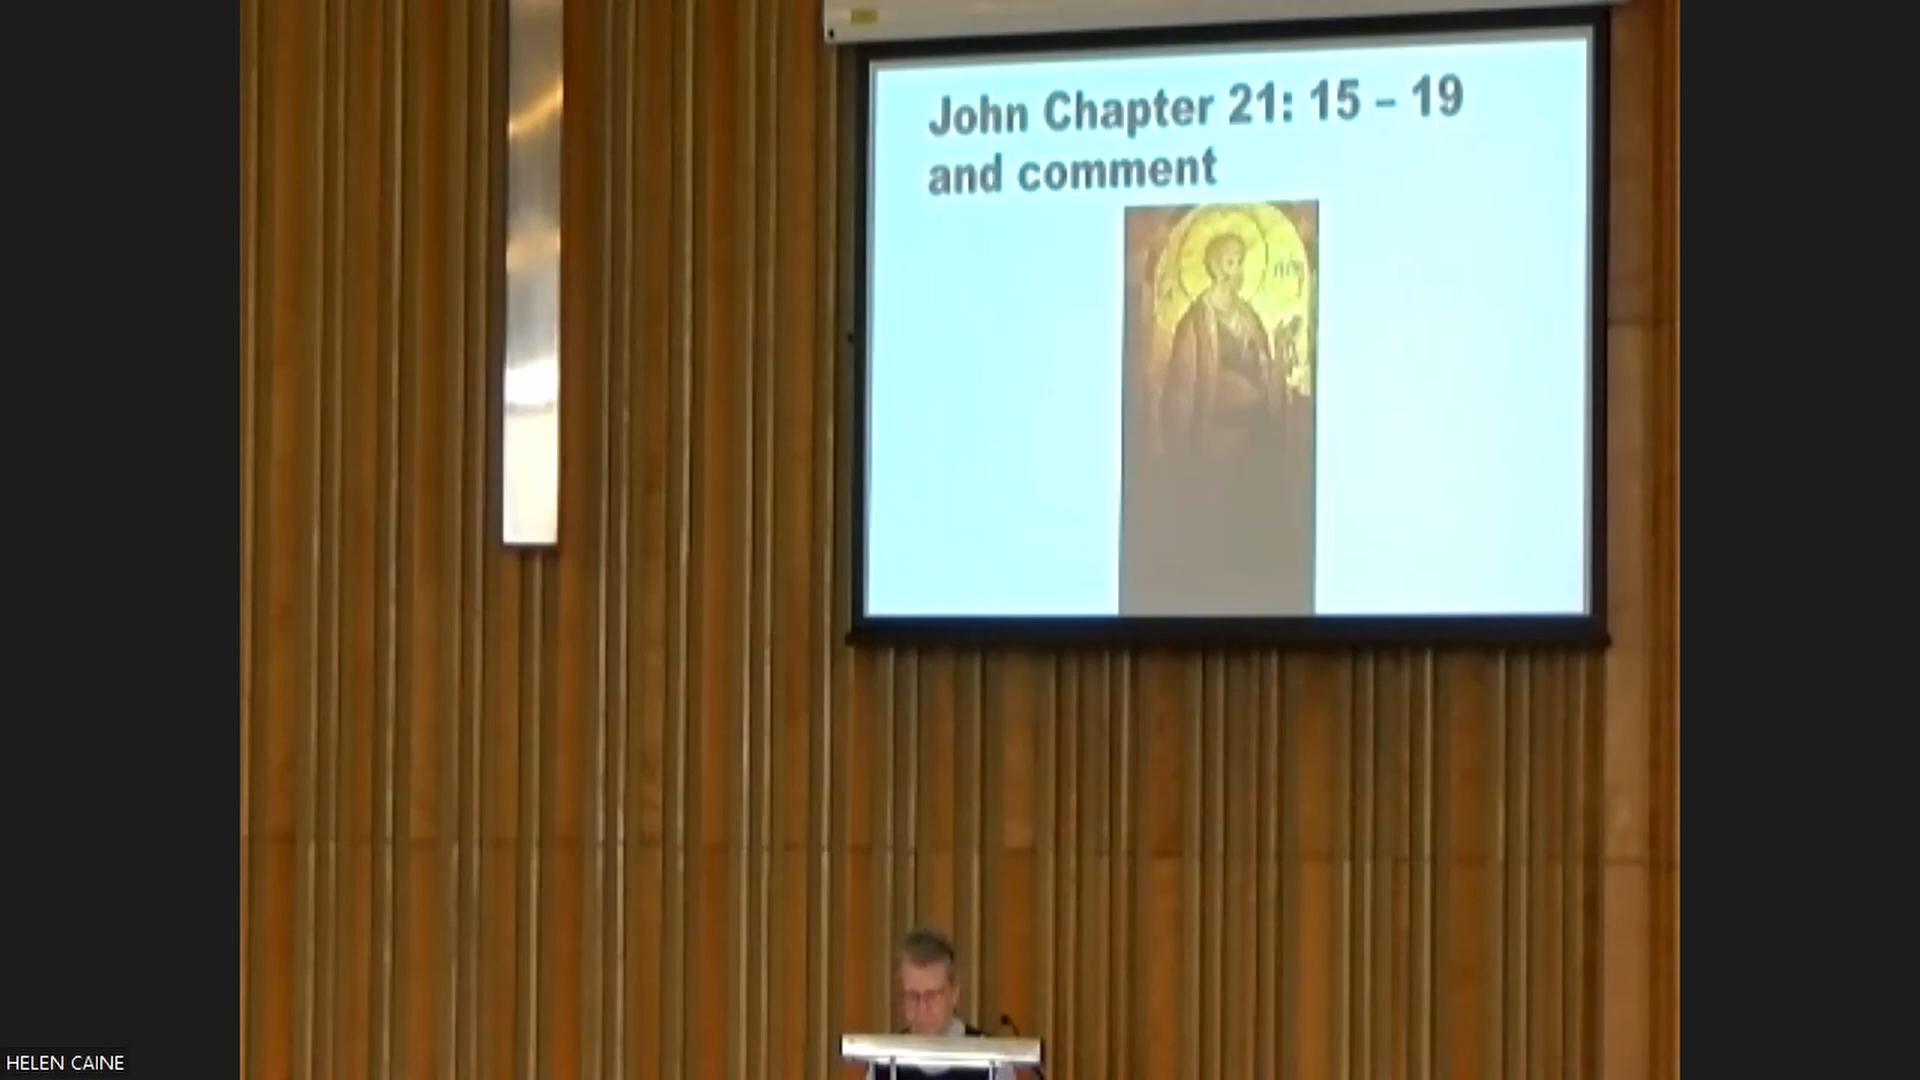 John Chapter 21: 15 – 19
and comment
HELEN CAINE